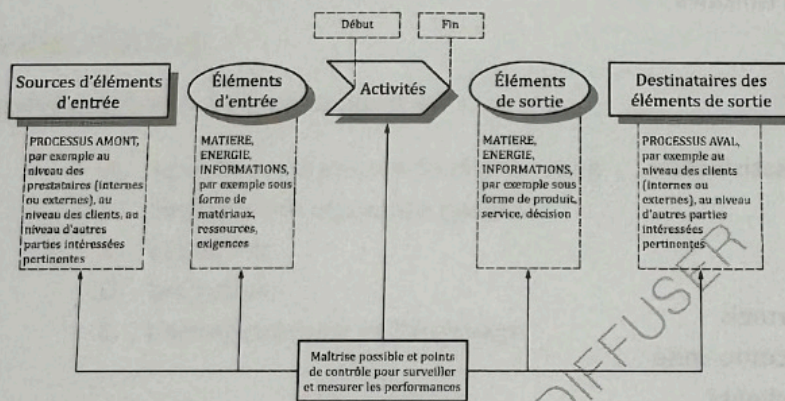 Début
Fin
Sources d'éléments
d'entrée
Éléments
d'entrée
Activités
Éléments
de sortie
Destinataires des
éléments de sortie
PROCESSUS AMONT,
par exemple au
niveau des
prestataires (internes
ou externes), au
niveau des clients, au
niveau d'autres
parties intéressées
pertinentes
MATIERE,
ENERGIE,
INFORMATIONS,
par exemple sous
forme de
matériaux,
ressources,
exigences
MATIERE,
ENERGIE,
INFORMATIONS,
par exemple sous
forme de produit,
service, décision
PROCESSUS AVAL,
par exemple au
niveau des clients
(internes ou
externes), au niveau
d'autres parties
intéressées
pertinentes
Maîtrise possible et points
de contrôle pour surveiller
et mesurer les performances
DIFFUSER